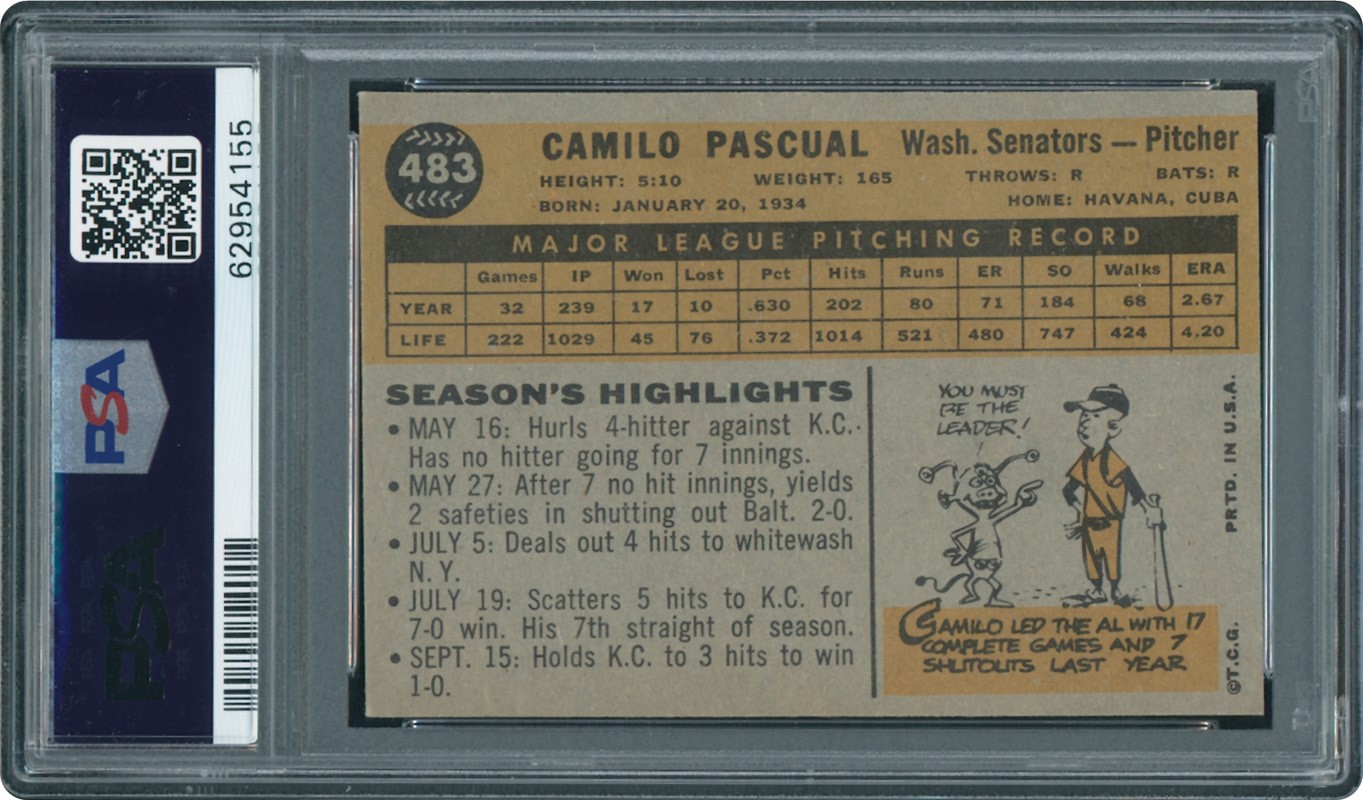 62954155
PSA
PSA
483
CAMILO PASCUAL Wash. Senators — Pitcher
HEIGHT: 5:10 WEIGHT: 165 THROWS: R BATS: R
BORN: JANUARY 20, 1934 HOME: HAVANA, CUBA
MAJOR LEAGUE PITCHING RECORD
Games IP Won Lost Pct Hits Runs ER SO Walks ERA
YEAR 32 239 17 10 .630 202 80 71 184 68 2.67
LIFE 222 1029 45 76 .372 1014 521 480 747 424 4.20
SEASON'S HIGHLIGHTS
• MAY 16: Hurls 4-hitter against K.C.
Has no hitter going for 7 innings.
• MAY 27: After 7 no hit innings, yields
2 safeties in shutting out Balt. 2-0.
• JULY 5: Deals out 4 hits to whitewash
N. Y.
• JULY 19: Scatters 5 hits to K.C. for
7-0 win. His 7th straight of season.
• SEPT. 15: Holds K.C. to 3 hits to win
1-0.
YOU MUST
BE THE
LEADER!
CAMILO LED THE AL WITH 17
COMPLETE GAMES AND 7
SHUTOUTS LAST YEAR
PRTD. IN U.S.A.
©T.C.G.
PSA